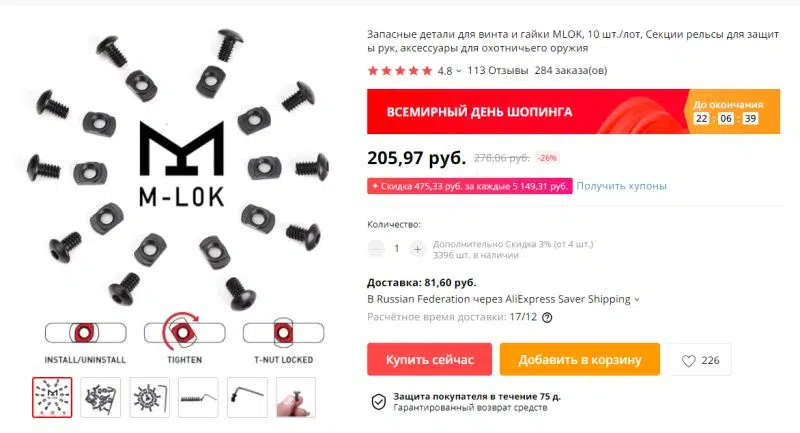 Запасные детали для винта и гайки MLOK, 10 шт./лот, Секции рельсы для защит
ы рук, аксессуары для охотничьего оружия
4.8 113 Отзывы 284 заказа(ов)
ВСЕМИРНЫЙ ДЕНЬ ШОПИНГА
До окончания
22 : 06 : 39
205,97 руб. 278,06 руб. -26%
Скидка 475,33 руб. за каждые 5 149,31 руб. Получить купоны
Количество:
1
Дополнительно Скидка 3% (от 4 шт.)
3396 шт. в наличии
Доставка: 81,60 руб.
В Russian Federation через AliExpress Saver Shipping
Расчётное время доставки: 17/12
Купить сейчас
Добавить в корзину
226
Защита покупателя в течение 75 д.
Гарантированный возврат средств
M-LOK
INSTALL/UNINSTALL
TIGHTEN
T-NUT LOCKED